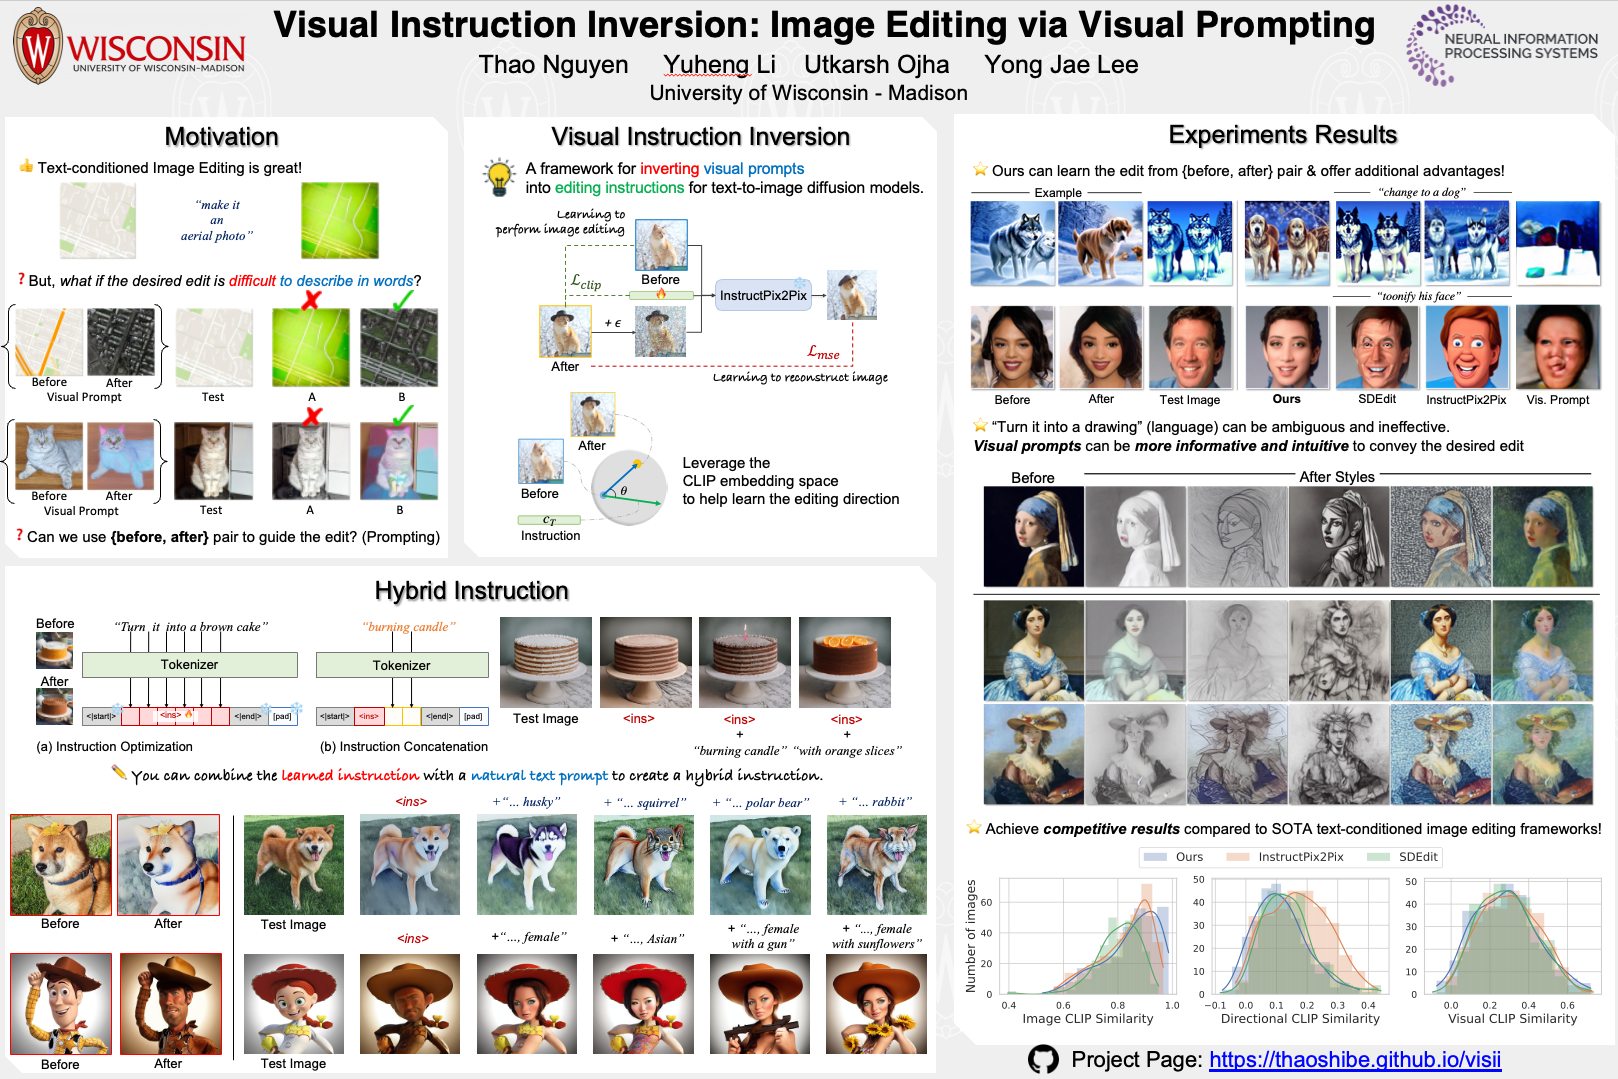 WISCONSIN
UNIVERSITY OF WISCONSIN–MADISON
Visual Instruction Inversion: Image Editing via Visual Prompting
Thao Nguyen Yuheng Li Utkarsh Ojha Yong Jae Lee
University of Wisconsin - Madison
NEURAL INFORMATION
PROCESSING SYSTEMS
Motivation
Text-conditioned Image Editing is great!
“make it
an
aerial photo”
? But, what if the desired edit is difficult to describe in words?
Before After
Visual Prompt
Test
A
B
Before After
Visual Prompt
Test
A
B
? Can we use {before, after} pair to guide the edit? (Prompting)
Visual Instruction Inversion
A framework for inverting visual prompts
into editing instructions for text-to-image diffusion models.
Learning to
perform image editing
Before
ℒclip
InstructPix2Pix
+ ϵ
After
ℒmse
Learning to reconstruct image
After
Before
θ
cT
Instruction
Leverage the
CLIP embedding space
to help learn the editing direction
Hybrid Instruction
Before
After
“Turn it into a brown cake”
Tokenizer
<|start|> <ins> <|end|> [pad]
(a) Instruction Optimization
“burning candle”
Tokenizer
<|start|> <ins> <|end|> [pad]
(b) Instruction Concatenation
Test Image
<ins>
<ins>
+
“burning candle”
<ins>
+
“with orange slices”
You can combine the learned instruction with a natural text prompt to create a hybrid instruction.
<ins> +“... husky” + “... squirrel” + “... polar bear” + “... rabbit”
Before After Test Image
<ins> +“..., female” + “..., Asian” + “..., female
with a gun” + “..., female
with sunflowers”
Before After Test Image
Experiments Results
Ours can learn the edit from {before, after} pair & offer additional advantages!
Example “change to a dog”
“toonify his face”
Before After Test Image Ours SDEdit InstructPix2Pix Vis. Prompt
“Turn it into a drawing” (language) can be ambiguous and ineffective.
Visual prompts can be more informative and intuitive to convey the desired edit
Before After Styles
Achieve competitive results compared to SOTA text-conditioned image editing frameworks!
Ours InstructPix2Pix SDEdit
Number of images
60
40
20
0
0.4 0.6 0.8 1.0
Image CLIP Similarity
50
40
30
20
10
0
−0.1 0.0 0.1 0.2 0.3 0.4
Directional CLIP Similarity
50
40
30
20
10
0
0.0 0.2 0.4 0.6
Visual CLIP Similarity
Project Page: https://thaoshibe.github.io/visii